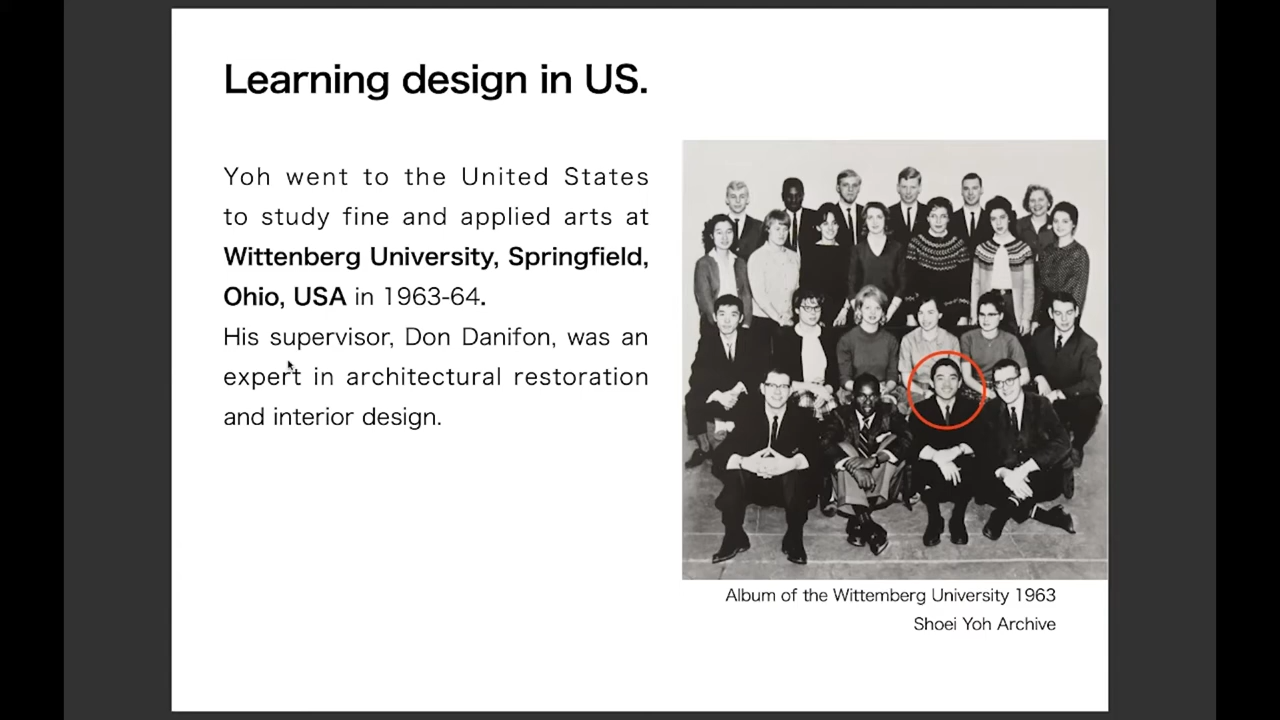 Learning design in US.
Yoh went to the United States
to study fine and applied arts at
Wittenberg University, Springfield,
Ohio, USA in 1963-64.
His supervisor, Don Danifon, was an
expert in architectural restoration
and interior design.
Album of the Wittemberg University 1963
Shoei Yoh Archive